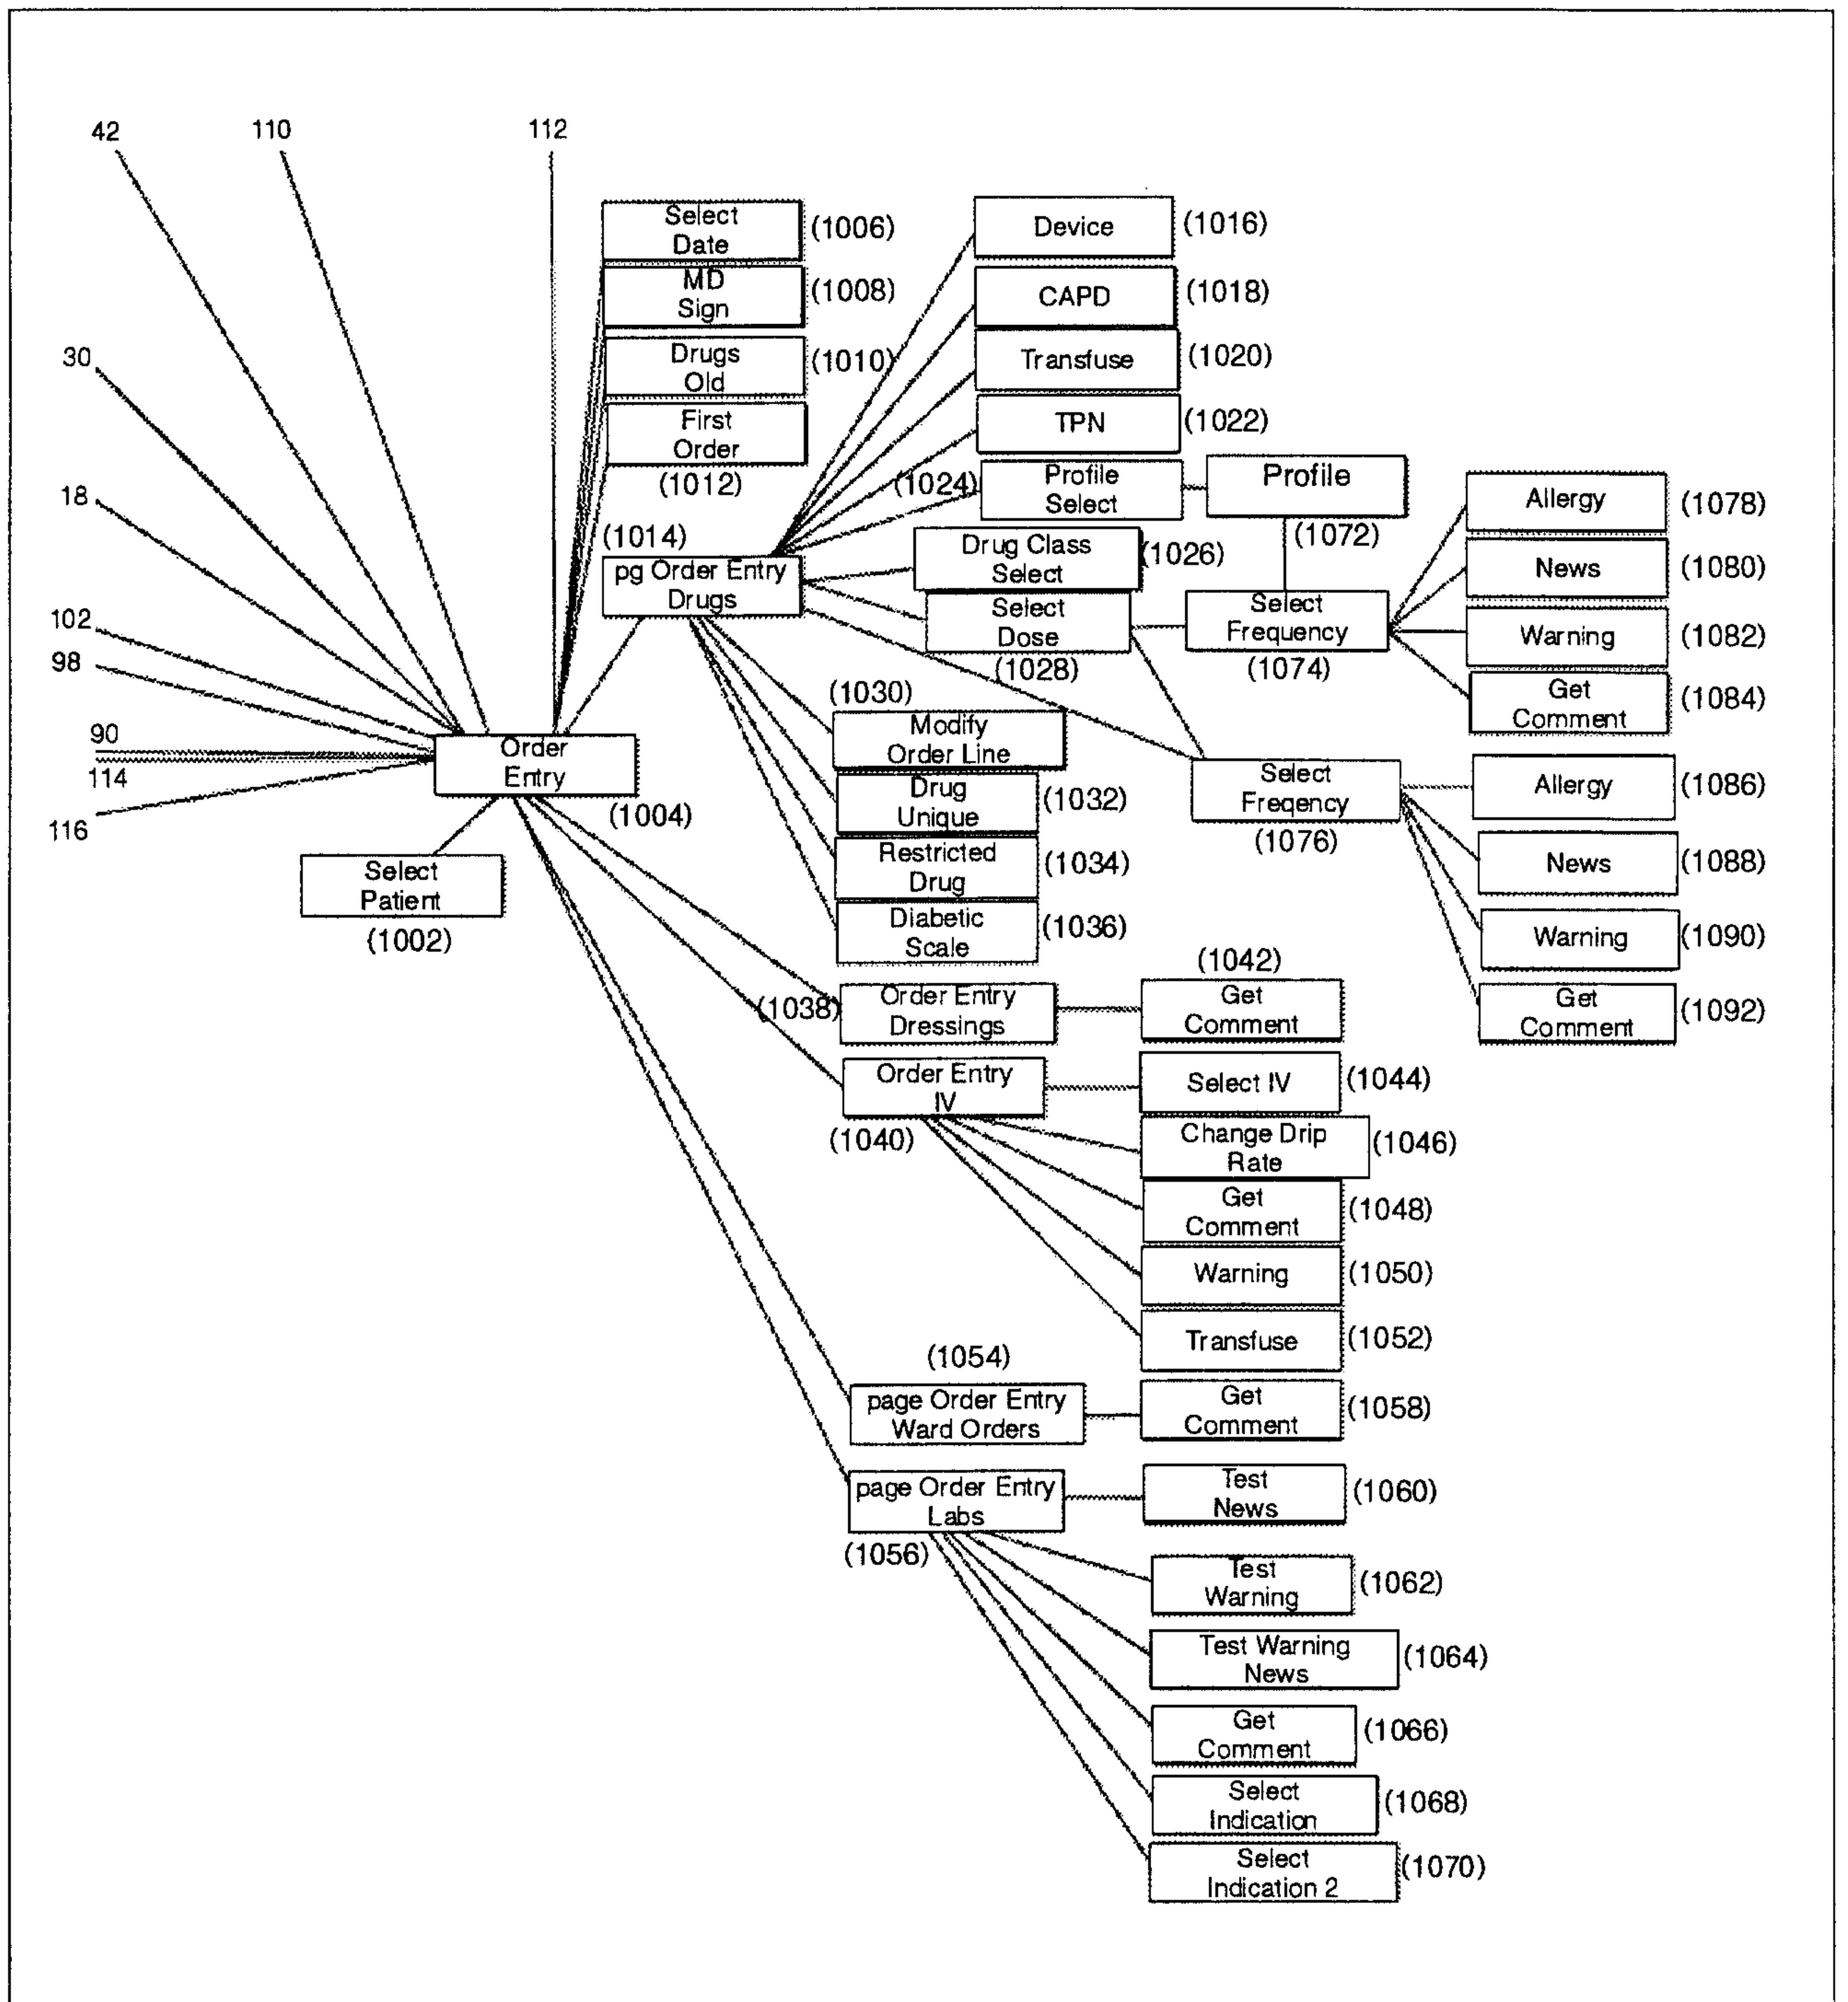 42
110
112
30
18
102
98
90
114
116
Order
Entry
(1004)
Select
Patient
(1002)
Select
Date
(1006)
MD
Sign
(1008)
Drugs
Old
(1010)
First
Order
(1012)
(1014)
pg Order Entry
Drugs
Device
(1016)
CAPD
(1018)
Transfuse
(1020)
TPN
(1022)
(1024)
Profile
Select
Profile
(1072)
Drug Class
Select
(1026)
Select
Dose
(1028)
Select
Frequency
(1074)
Allergy
(1078)
News
(1080)
Warning
(1082)
Get
Comment
(1084)
(1030)
Modify
Order Line
Drug
Unique
(1032)
Restricted
Drug
(1034)
Diabetic
Scale
(1036)
Select
Freqency
(1076)
Allergy
(1086)
News
(1088)
Warning
(1090)
Get
Comment
(1092)
(1038)
Order Entry
Dressings
(1042)
Get
Comment
Order Entry
IV
(1040)
Select IV
(1044)
Change Drip
Rate
(1046)
Get
Comment
(1048)
Warning
(1050)
Transfuse
(1052)
(1054)
page Order Entry
Ward Orders
Get
Comment
(1058)
page Order Entry
Labs
(1056)
Test
News
(1060)
Test
Warning
(1062)
Test Warning
News
(1064)
Get
Comment
(1066)
Select
Indication
(1068)
Select
Indication 2
(1070)